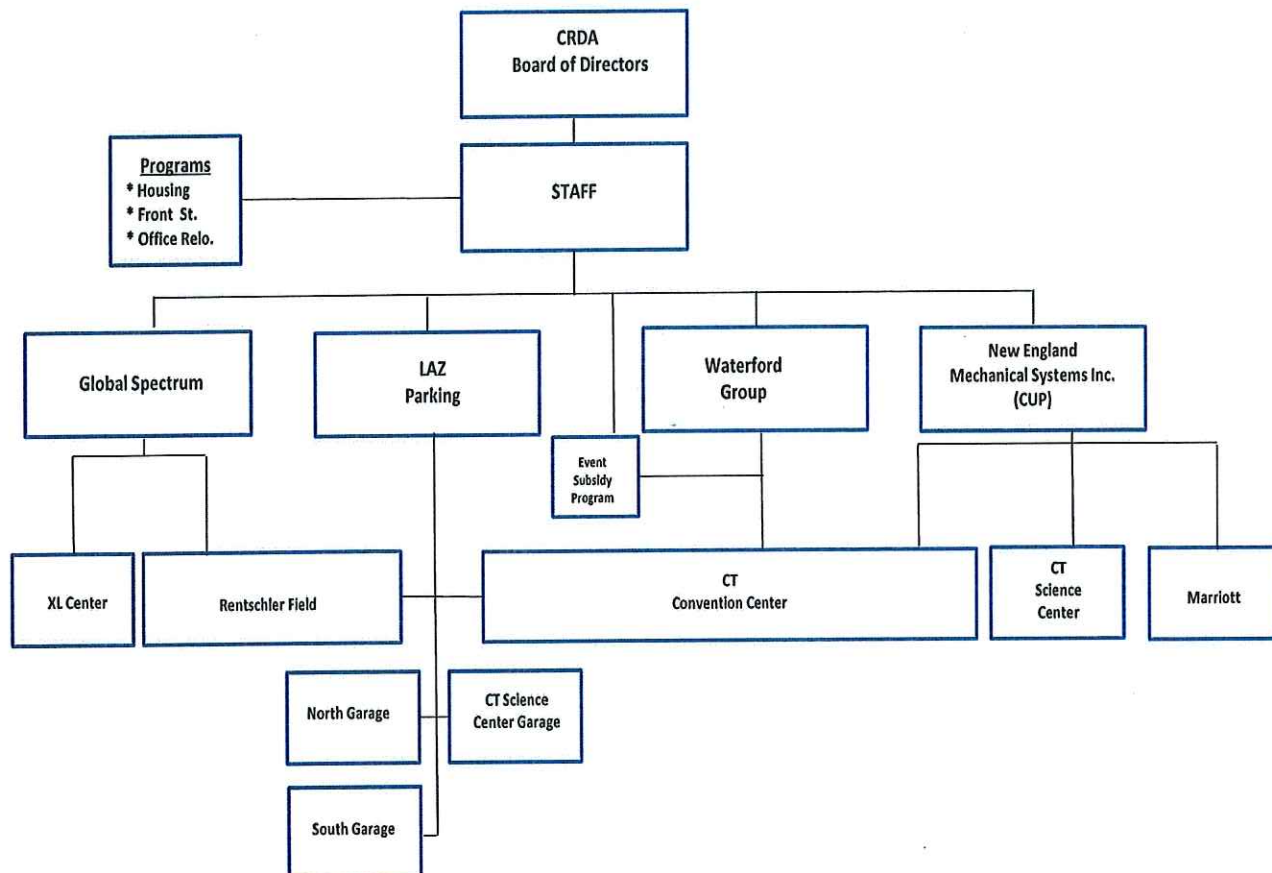 CRDA
Board of Directors
Programs
* Housing
* Front St.
* Office Relo.
STAFF
Global Spectrum
LAZ
Parking
Waterford
Group
New England
Mechanical Systems Inc.
(CUP)
Event
Subsidy
Program
XL Center
Rentschler Field
CT
Convention Center
CT
Science
Center
Marriott
North Garage
CT Science
Center Garage
South Garage